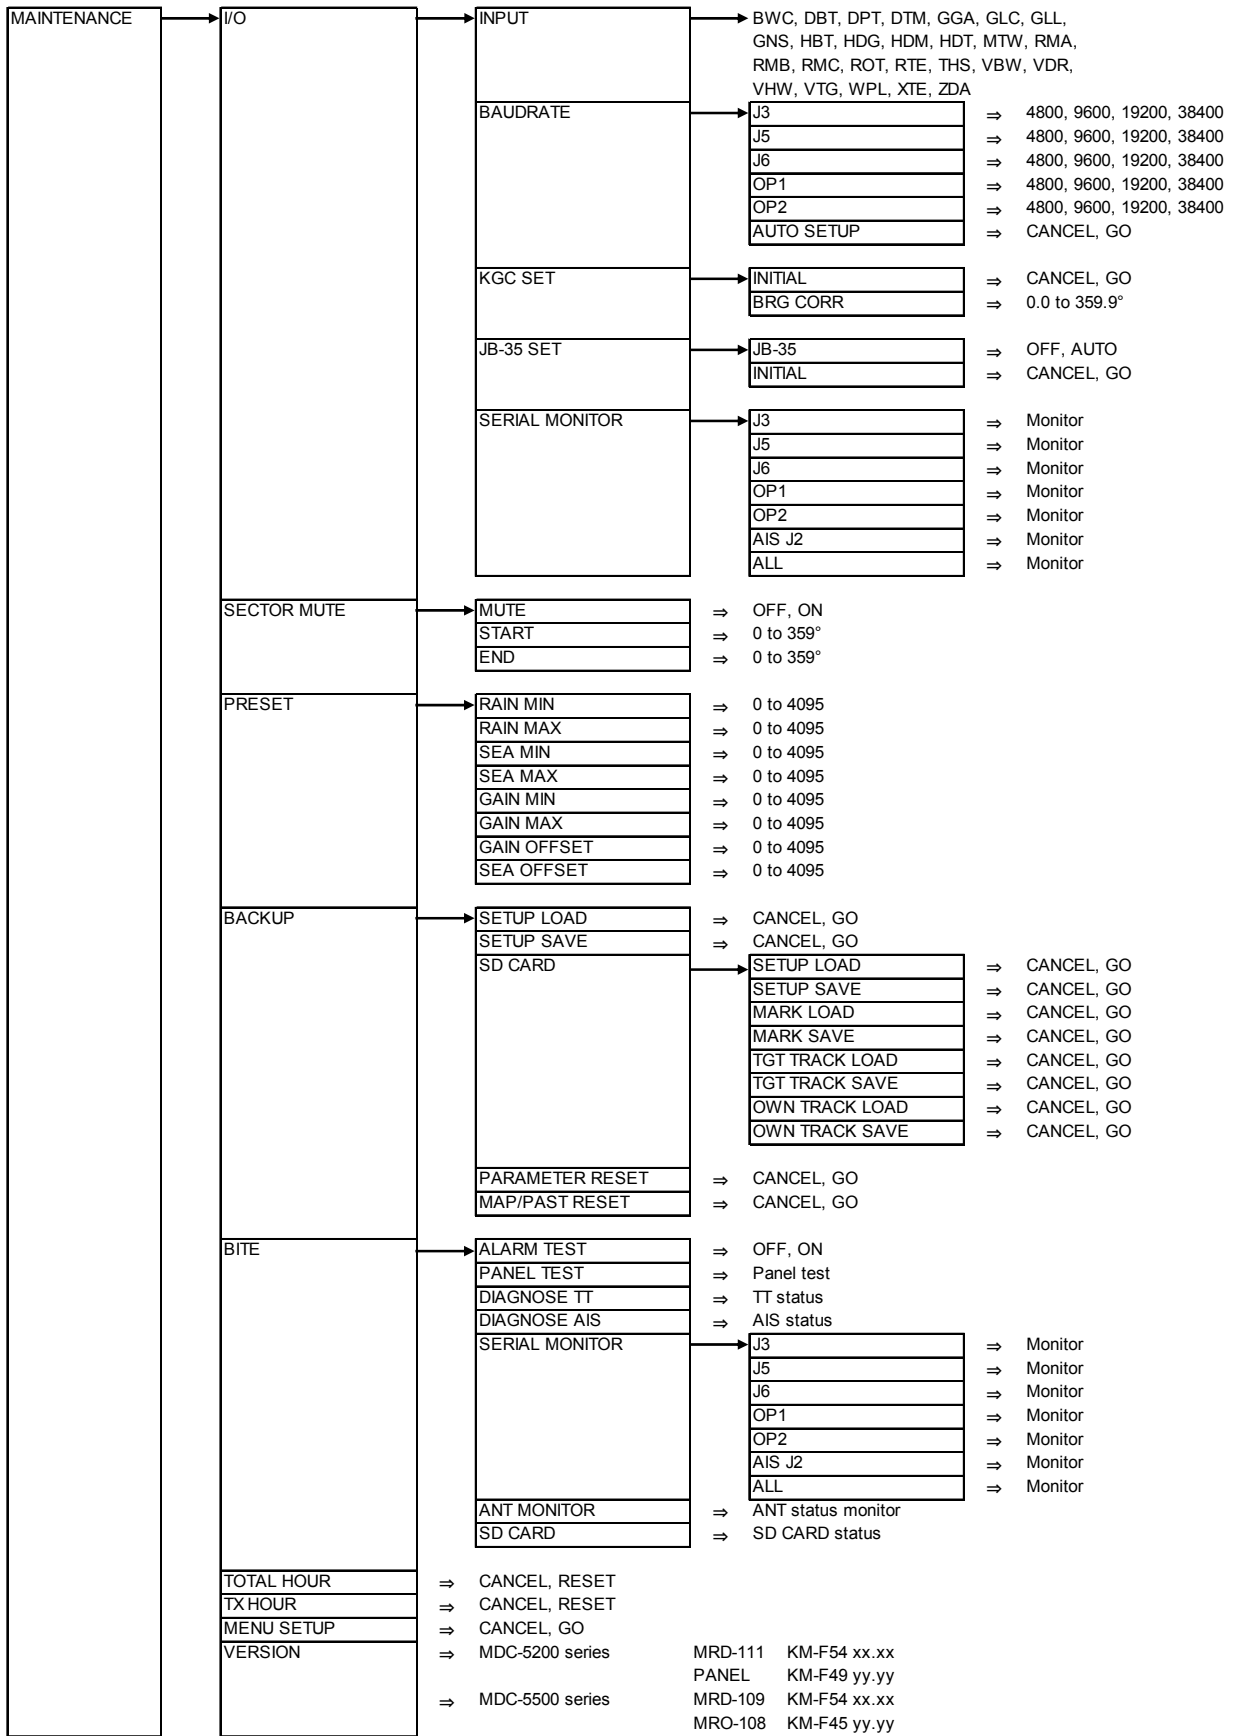 MAINTENANCE I/O INPUT BWC, DBT, DPT, DTM, GGA, GLC, GLL,
GNS, HBT, HDG, HDM, HDT, MTW, RMA,
RMB, RMC, ROT, RTE, THS, VBW, VDR,
VHW, VTG, WPL, XTE, ZDA
BAUDRATE J3 ⇒ 4800, 9600, 19200, 38400
J5 ⇒ 4800, 9600, 19200, 38400
J6 ⇒ 4800, 9600, 19200, 38400
OP1 ⇒ 4800, 9600, 19200, 38400
OP2 ⇒ 4800, 9600, 19200, 38400
AUTO SETUP ⇒ CANCEL, GO
KGC SET INITIAL ⇒ CANCEL, GO
BRG CORR ⇒ 0.0 to 359.9°
JB-35 SET JB-35 ⇒ OFF, AUTO
INITIAL ⇒ CANCEL, GO
SERIAL MONITOR J3 ⇒ Monitor
J5 ⇒ Monitor
J6 ⇒ Monitor
OP1 ⇒ Monitor
OP2 ⇒ Monitor
AIS J2 ⇒ Monitor
ALL ⇒ Monitor
SECTOR MUTE MUTE ⇒ OFF, ON
START ⇒ 0 to 359°
END ⇒ 0 to 359°
PRESET RAIN MIN ⇒ 0 to 4095
RAIN MAX ⇒ 0 to 4095
SEA MIN ⇒ 0 to 4095
SEA MAX ⇒ 0 to 4095
GAIN MIN ⇒ 0 to 4095
GAIN MAX ⇒ 0 to 4095
GAIN OFFSET ⇒ 0 to 4095
SEA OFFSET ⇒ 0 to 4095
BACKUP SETUP LOAD ⇒ CANCEL, GO
SETUP SAVE ⇒ CANCEL, GO
SD CARD SETUP LOAD ⇒ CANCEL, GO
SETUP SAVE ⇒ CANCEL, GO
MARK LOAD ⇒ CANCEL, GO
MARK SAVE ⇒ CANCEL, GO
TGT TRACK LOAD ⇒ CANCEL, GO
TGT TRACK SAVE ⇒ CANCEL, GO
OWN TRACK LOAD ⇒ CANCEL, GO
OWN TRACK SAVE ⇒ CANCEL, GO
PARAMETER RESET ⇒ CANCEL, GO
MAP/PAST RESET ⇒ CANCEL, GO
BITE ALARM TEST ⇒ OFF, ON
PANEL TEST ⇒ Panel test
DIAGNOSE TT ⇒ TT status
DIAGNOSE AIS ⇒ AIS status
SERIAL MONITOR J3 ⇒ Monitor
J5 ⇒ Monitor
J6 ⇒ Monitor
OP1 ⇒ Monitor
OP2 ⇒ Monitor
AIS J2 ⇒ Monitor
ALL ⇒ Monitor
ANT MONITOR ⇒ ANT status monitor
SD CARD ⇒ SD CARD status
TOTAL HOUR ⇒ CANCEL, RESET
TX HOUR ⇒ CANCEL, RESET
MENU SETUP ⇒ CANCEL, GO
VERSION ⇒ MDC-5200 series MRD-111 KM-F54 xx.xx
PANEL KM-F49 yy.yy
⇒ MDC-5500 series MRD-109 KM-F54 xx.xx
MRO-108 KM-F45 yy.yy